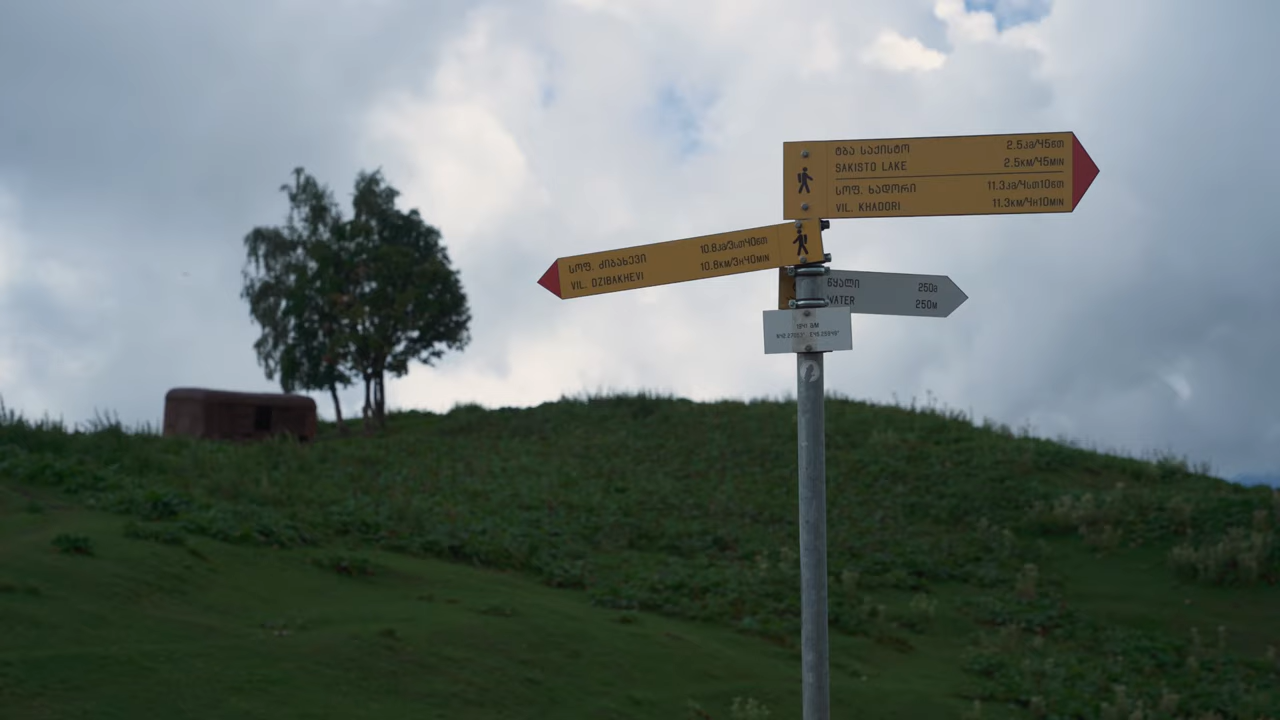 ტბა საკისტო 2.5კმ/45წთ
SAKISTO LAKE 2.5KM/45MIN
სოფ. ხადორი 11.3კმ/4სთ10წთ
VIL. KHADORI 11.3KM/4H10MIN
სოფ. ძიბახევი 10.8კმ/3სთ40წთ
VIL. DZIBAKHEVI 10.8KM/3H40MIN
წყალი 250მ
WATER 250M